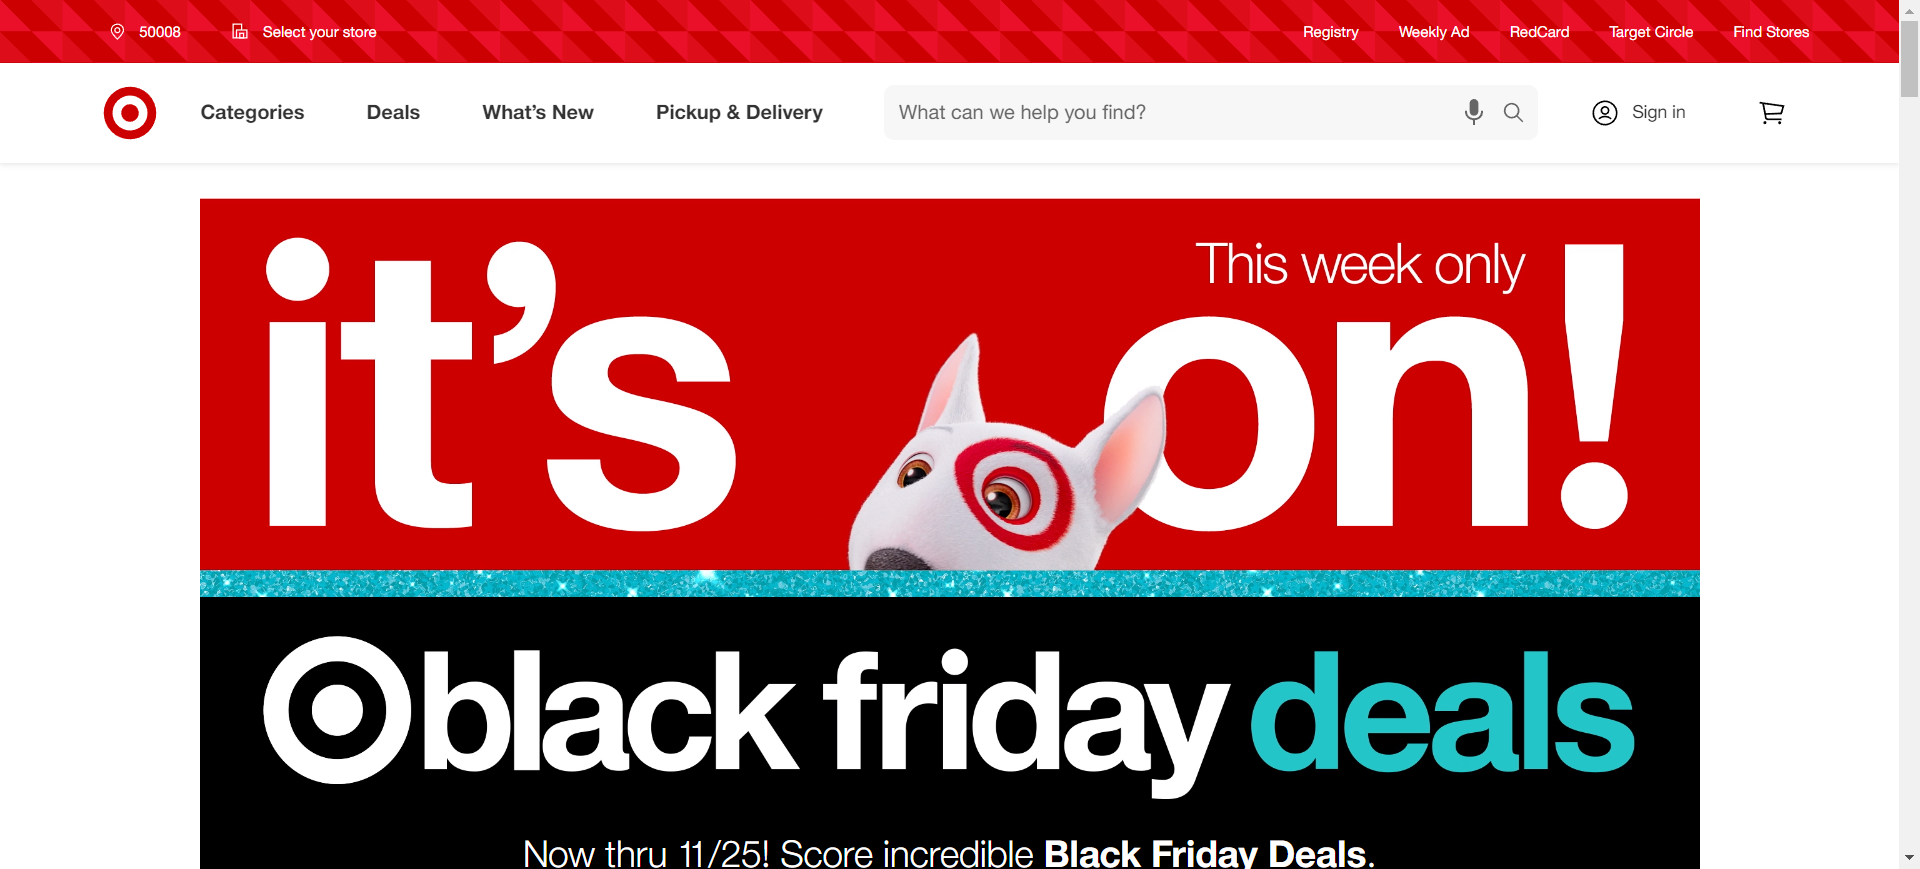 50008 Select your store Registry Weekly Ad RedCard Target Circle Find Stores
Categories Deals What’s New Pickup & Delivery What can we help you find? Sign in
This week only
it’s on!
black friday deals
Now thru 11/25! Score incredible Black Friday Deals.